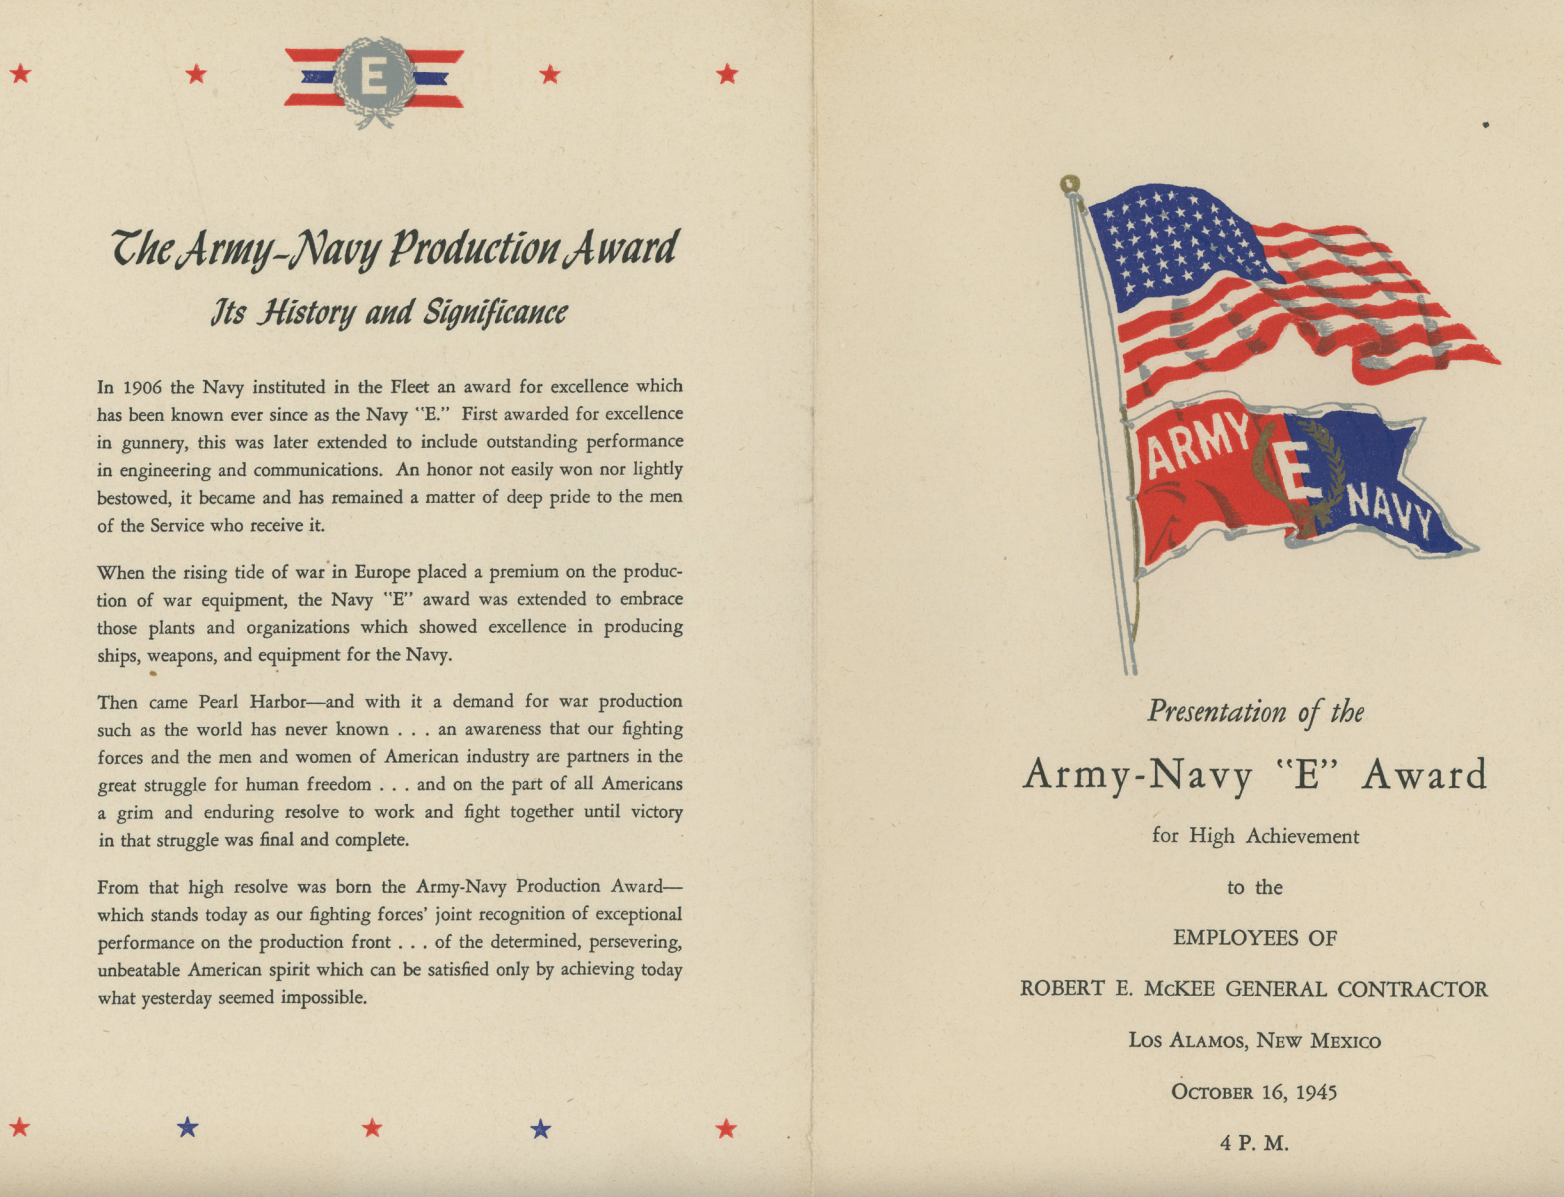 E
The Army-Navy Production Award
Its History and Significance
In 1906 the Navy instituted in the Fleet an award for excellence which
has been known ever since as the Navy "E." First awarded for excellence
in gunnery, this was later extended to include outstanding performance
in engineering and communications. An honor not easily won nor lightly
bestowed, it became and has remained a matter of deep pride to the men
of the Service who receive it.
When the rising tide of war in Europe placed a premium on the produc-
tion of war equipment, the Navy "E" award was extended to embrace
those plants and organizations which showed excellence in producing
ships, weapons, and equipment for the Navy.
Then came Pearl Harbor—and with it a demand for war production
such as the world has never known . . . an awareness that our fighting
forces and the men and women of American industry are partners in the
great struggle for human freedom . . . and on the part of all Americans
a grim and enduring resolve to work and fight together until victory
in that struggle was final and complete.
From that high resolve was born the Army-Navy Production Award—
which stands today as our fighting forces' joint recognition of exceptional
performance on the production front . . . of the determined, persevering,
unbeatable American spirit which can be satisfied only by achieving today
what yesterday seemed impossible.
ARMY E NAVY
Presentation of the
Army-Navy "E" Award
for High Achievement
to the
EMPLOYEES OF
ROBERT E. McKEE GENERAL CONTRACTOR
Los Alamos, New Mexico
October 16, 1945
4 P. M.